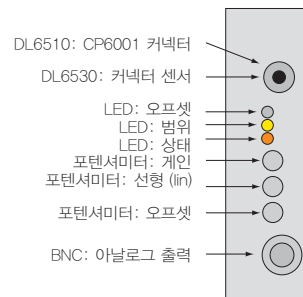 DL6510: CP6001 커넥터
DL6530: 커넥터 센서
LED: 오프셋
LED: 범위
LED: 상태
포텐셔미터: 게인
포텐셔미터: 선형 (lin)
포텐셔미터: 오프셋
BNC: 아날로그 출력